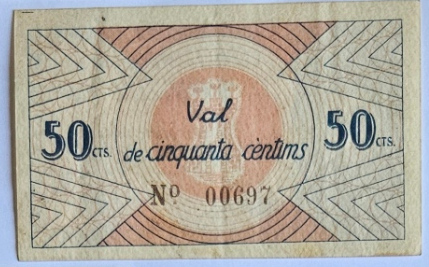 Val
50 CTS.
de cinquanta cèntims
50 CTS.
Nº 00697